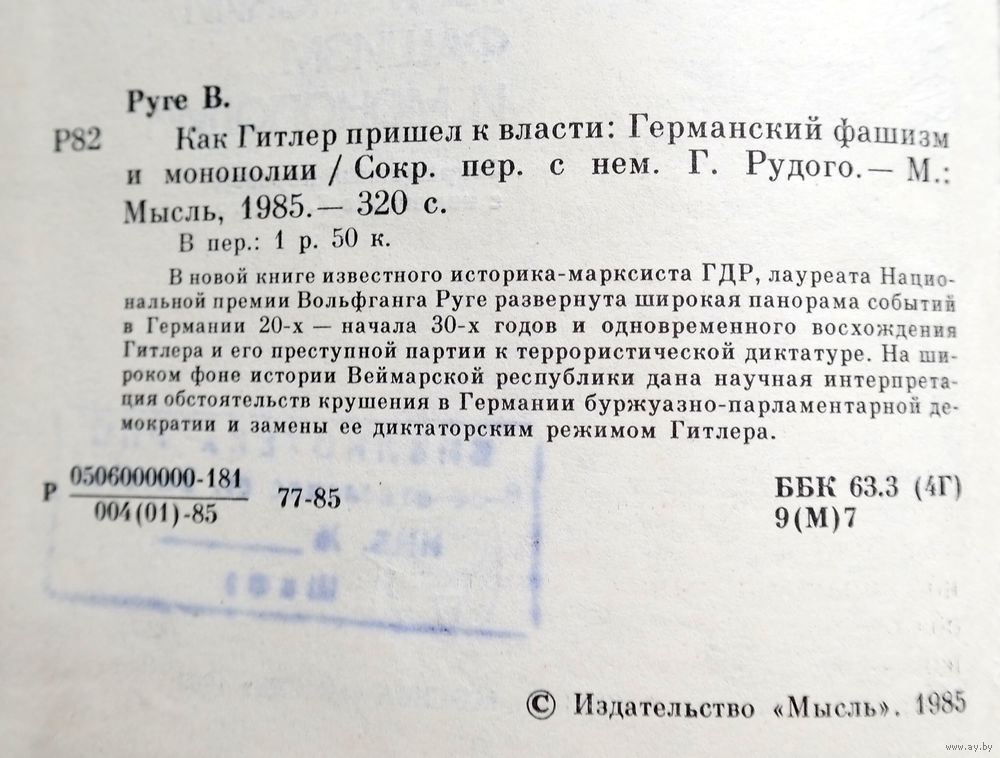 Руге В.
Р82 Как Гитлер пришел к власти: Германский фашизм
и монополии / Сокр. пер. с нем. Г. Рудого.— М.:
Мысль, 1985.— 320 с.
В пер.: 1 р. 50 к.
В новой книге известного историка-марксиста ГДР, лауреата Нацио-
нальной премии Вольфганга Руге развернута широкая панорама событий
в Германии 20-х — начала 30-х годов и одновременного восхождения
Гитлера и его преступной партии к террористической диктатуре. На ши-
роком фоне истории Веймарской республики дана научная интерпрета-
ция обстоятельств крушения в Германии буржуазно-парламентарной де-
мократии и замены ее диктаторским режимом Гитлера.
Р 0506000000-181 77-85
004(01)-85
ББК 63.3 (4Г)
9(М)7
© Издательство «Мысль». 1985
www.ay.by